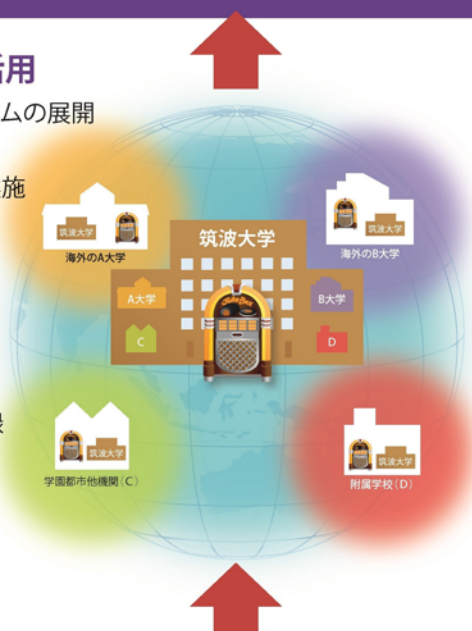 活用
ムの展開
施
筑波大学
海外のA大学
筑波大学
海外のB大学
筑波大学
A大学
B大学
C
D
JukeBox
筑波大学
学園都市他機関（C）
筑波大学
附属学校（D）